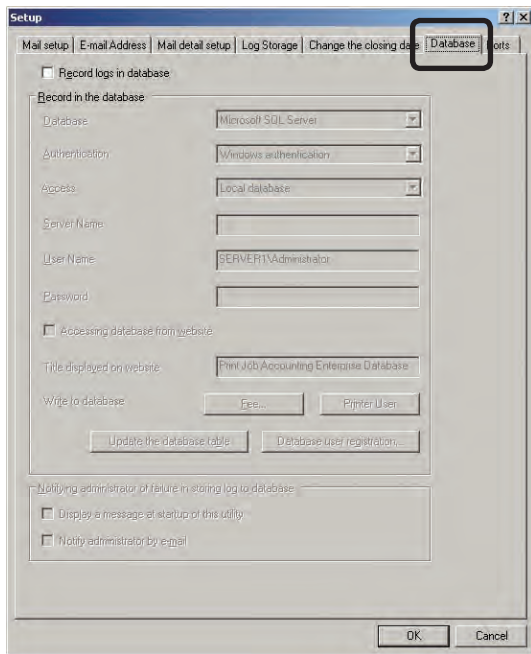 Setup
Mail setup E-mail Address Mail detail setup Log Storage Change the closing date Database Ports
Record logs in database
Record in the database
Database Microsoft SQL Server
Authentication Windows authentication
Access Local database
Server Name
User Name SERVER1\Administrator
Password
Accessing database from website
Title displayed on website Print Job Accounting Enterprise Database
Write to database Fee... Printer User
Update the database table Database user registration...
Notifying administrator of failure in storing log to database
Display a message at startup of this utility
Notify administrator by e-mail
OK Cancel